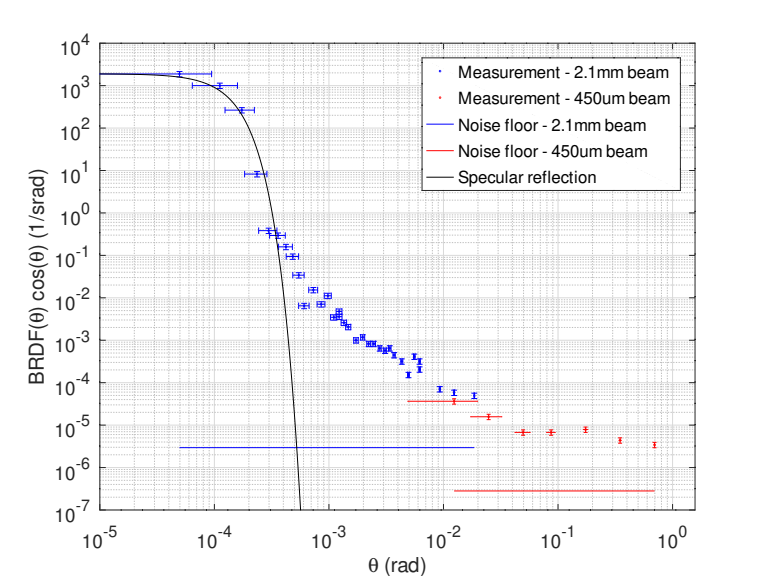 10^4
10^3
10^2
10^1
10^0
10^-1
10^-2
10^-3
10^-4
10^-5
10^-6
10^-7
BRDF(θ) cos(θ) (1/srad)
Measurement - 2.1mm beam
Measurement - 450um beam
Noise floor - 2.1mm beam
Noise floor - 450um beam
Specular reflection
10^-5 10^-4 10^-3 10^-2 10^-1 10^0
θ (rad)